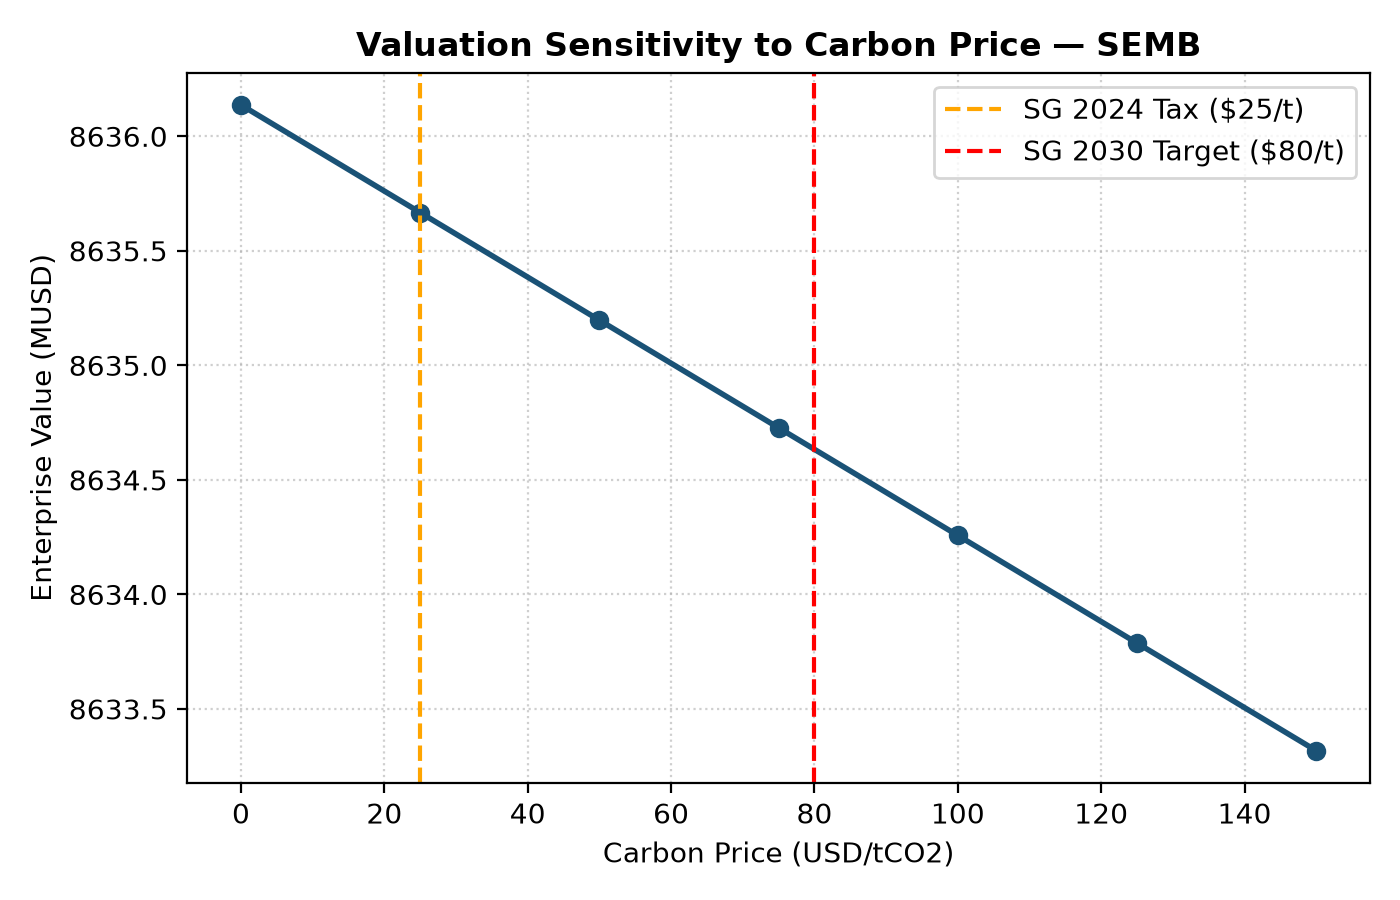 Valuation Sensitivity to Carbon Price — SEMB
SG 2024 Tax ($25/t)
SG 2030 Target ($80/t)
Enterprise Value (MUSD)
8636.0
8635.5
8635.0
8634.5
8634.0
8633.5
0 20 40 60 80 100 120 140
Carbon Price (USD/tCO2)